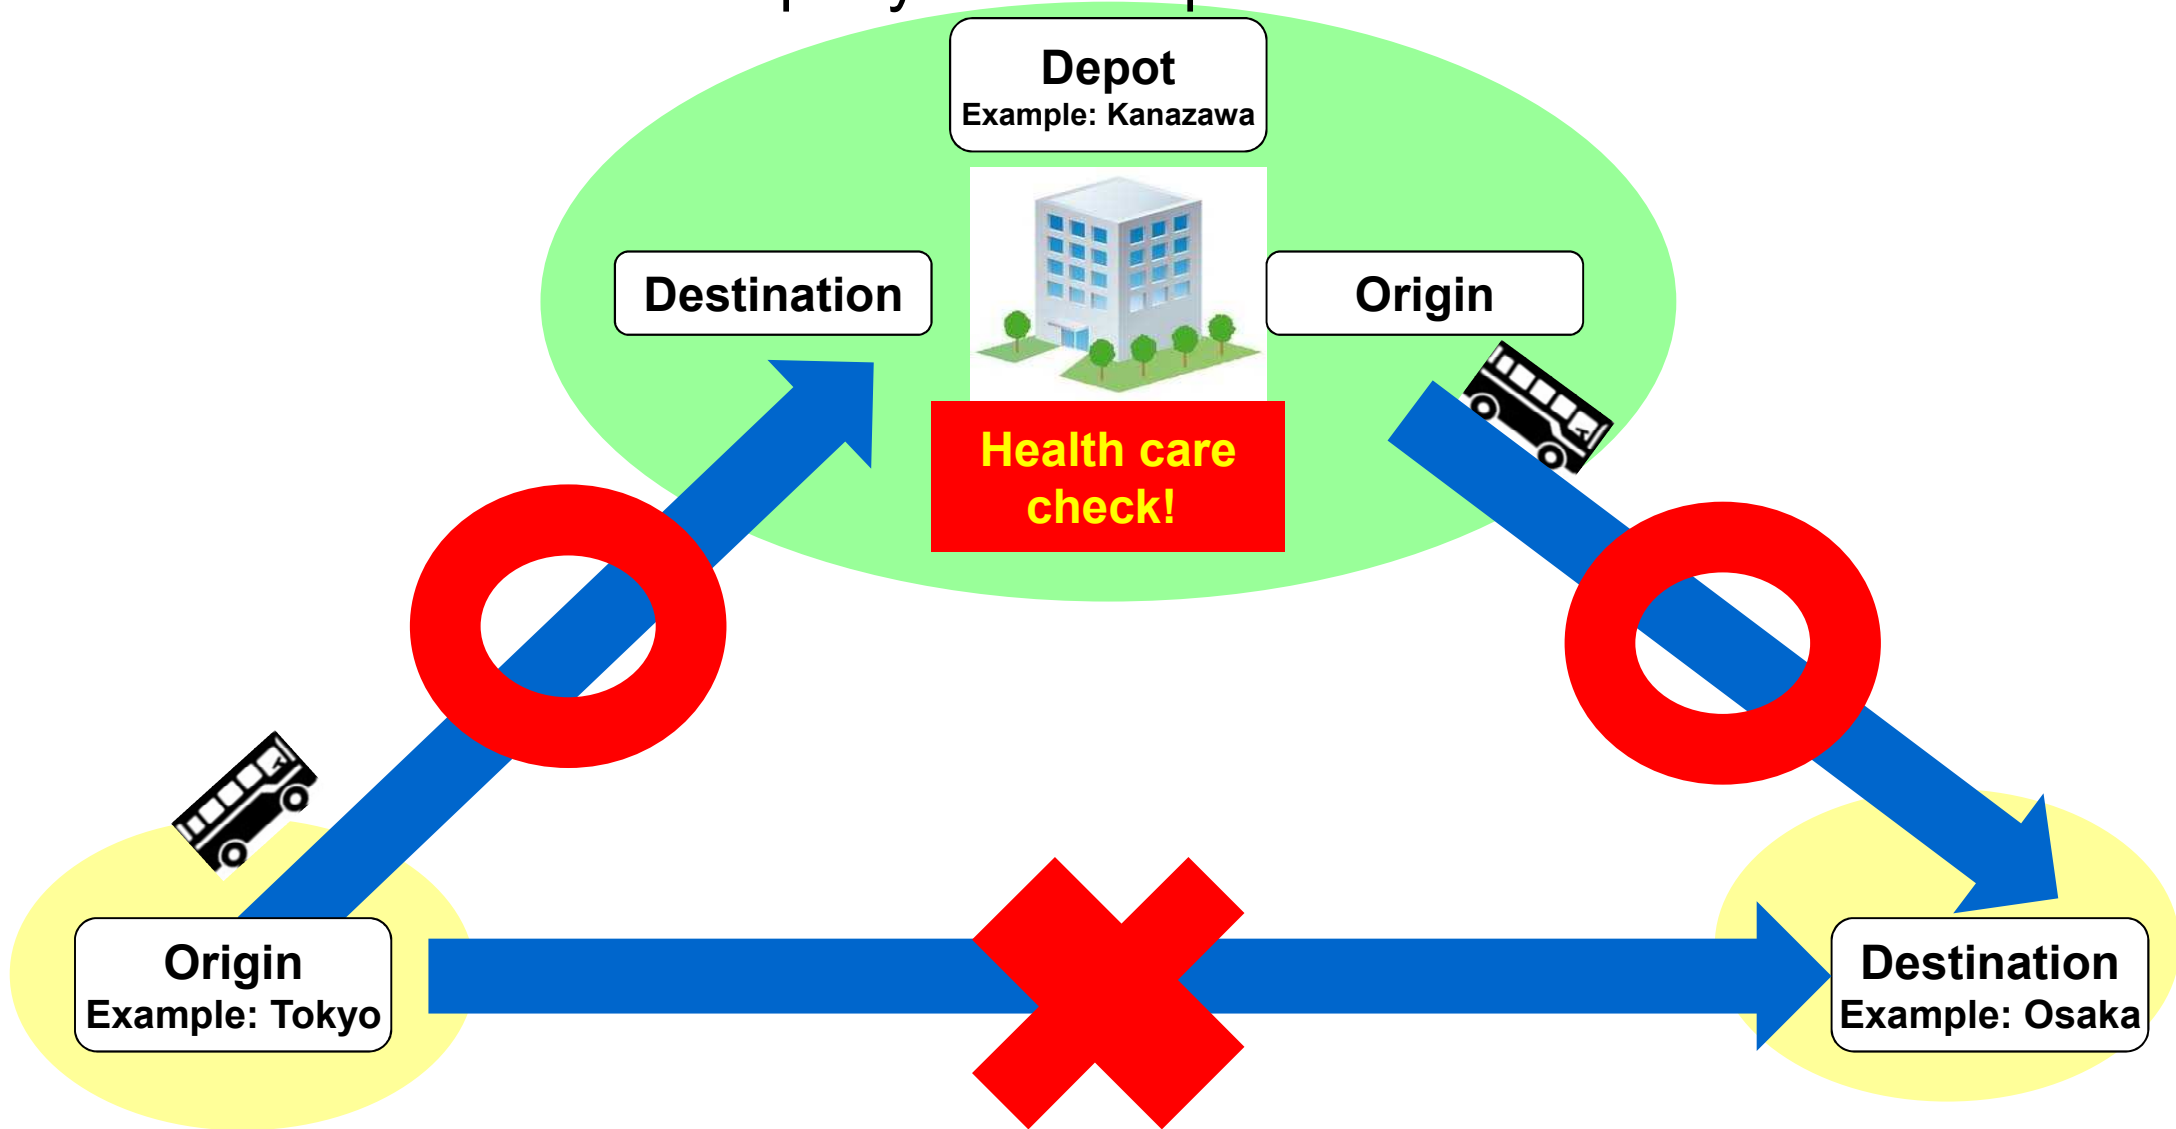 Depot
Example: Kanazawa
Destination
Origin
Health care
check!
Origin
Example: Tokyo
Destination
Example: Osaka